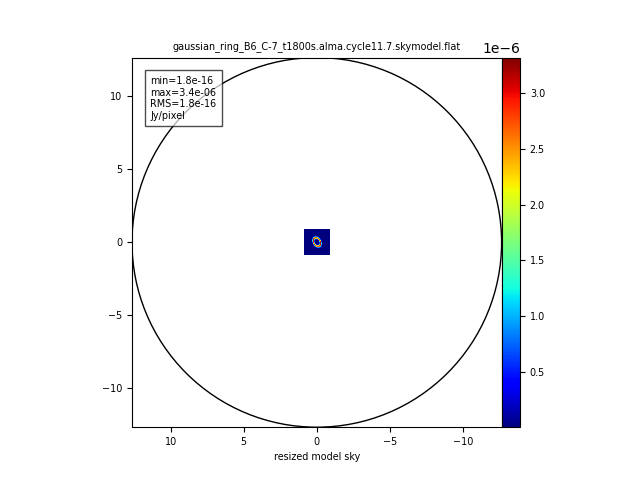 gaussian_ring_B6_C-7_t1800s.alma.cycle11.7.skymodel.flat
1e−6
min=1.8e-16
max=3.4e-06
RMS=1.8e-16
Jy/pixel
10
5
0
−5
−10
3.0
2.5
2.0
1.5
1.0
0.5
10 5 0 −5 −10
resized model sky